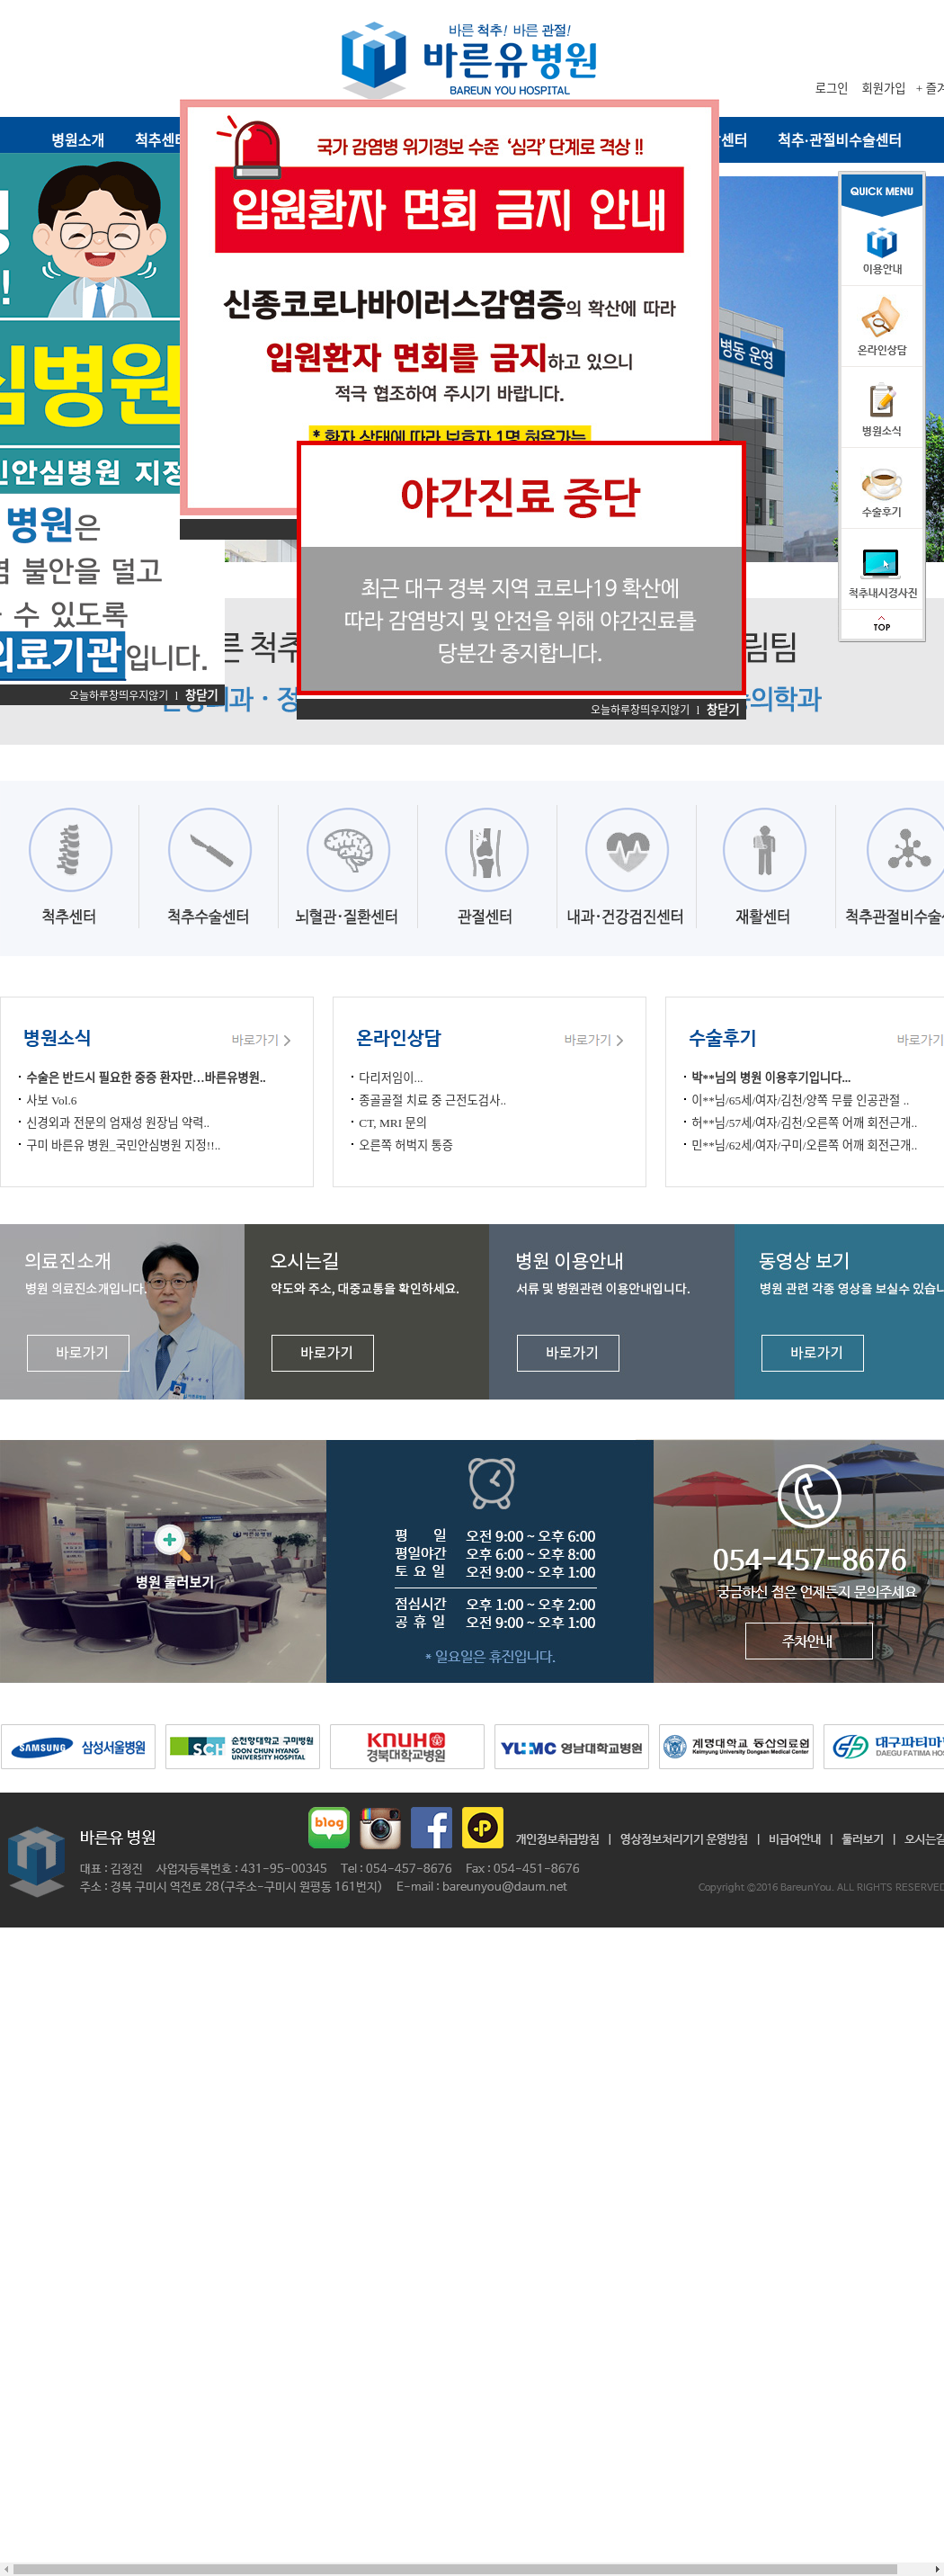 바른 척추! 바른 관절!
바른유병원
BAREUN YOU HOSPITAL
로그인 회원가입 + 즐겨
병원소개 척추센터 센터 척추·관절비수술센터
국가 감염병 위기경보 수준 ‘심각’ 단계로 격상 !!
입원환자 면회 금지 안내
신종코로나바이러스감염증의 확산에 따라
입원환자 면회를 금지하고 있으니
적극 협조하여 주시기 바랍니다.
* 환자 상태에 따라 보호자 1명 허용가능
야간진료 중단
최근 대구 경북 지역 코로나19 확산에
따라 감염방지 및 안전을 위해 야간진료를
당분간 중지합니다.
오늘하루창띄우지않기 l 창닫기
심병원
민안심병원 지정
병원은
염 불안을 덜고
수 있도록
의료기관입니다.
오늘하루창띄우지않기 l 창닫기
병동 운영
QUICK MENU
이용안내
온라인상담
병원소식
수술후기
척추내시경사진
TOP
른 척추
림팀
외과 · 정
의학과
척추센터
척추수술센터
뇌혈관·질환센터
관절센터
내과·건강검진센터
재활센터
척추관절비수술센
병원소식 바로가기
· 수술은 반드시 필요한 중증 환자만…바른유병원..
· 사보 Vol.6
· 신경외과 전문의 엄재성 원장님 약력..
· 구미 바른유 병원_국민안심병원 지정!!..
온라인상담 바로가기
· 다리저임이...
· 종골골절 치료 중 근전도검사..
· CT, MRI 문의
· 오른쪽 허벅지 통증
수술후기 바로가기
· 박**님의 병원 이용후기입니다...
· 이**님/65세/여자/김천/양쪽 무릎 인공관절 ..
· 허**님/57세/여자/김천/오른쪽 어깨 회전근개..
· 민**님/62세/여자/구미/오른쪽 어깨 회전근개..
의료진소개
병원 의료진소개입니다.
바로가기
오시는길
약도와 주소, 대중교통을 확인하세요.
바로가기
병원 이용안내
서류 및 병원관련 이용안내입니다.
바로가기
동영상 보기
병원 관련 각종 영상을 보실수 있습니
바로가기
병원 둘러보기
평 일 오전 9:00 ~ 오후 6:00
평일야간 오후 6:00 ~ 오후 8:00
토 요 일 오전 9:00 ~ 오후 1:00
점심시간 오후 1:00 ~ 오후 2:00
공 휴 일 오전 9:00 ~ 오후 1:00
* 일요일은 휴진입니다.
054-457-8676
궁금하신 점은 언제든지 문의주세요
주차안내
SAMSUNG 삼성서울병원
SCH 순천향대학교 구미병원
SOON CHUN HYANG
UNIVERSITY HOSPITAL
KNUH
경북대학교병원
YUMC 영남대학교병원
계명대학교 동산의료원
Keimyung University Dongsan Medical Center
대구파티마병
DAEGU FATIMA HOS
blog
바른유 병원
개인정보취급방침 | 영상정보처리기기 운영방침 | 비급여안내 | 둘러보기 | 오시는길
대표 : 김정진 사업자등록번호 : 431-95-00345 Tel : 054-457-8676 Fax : 054-451-8676
주소 : 경북 구미시 역전로 28(구주소-구미시 원평동 161번지) E-mail : bareunyou@daum.net
Copyright ©2016 BareunYou. ALL RIGHTS RESERVED